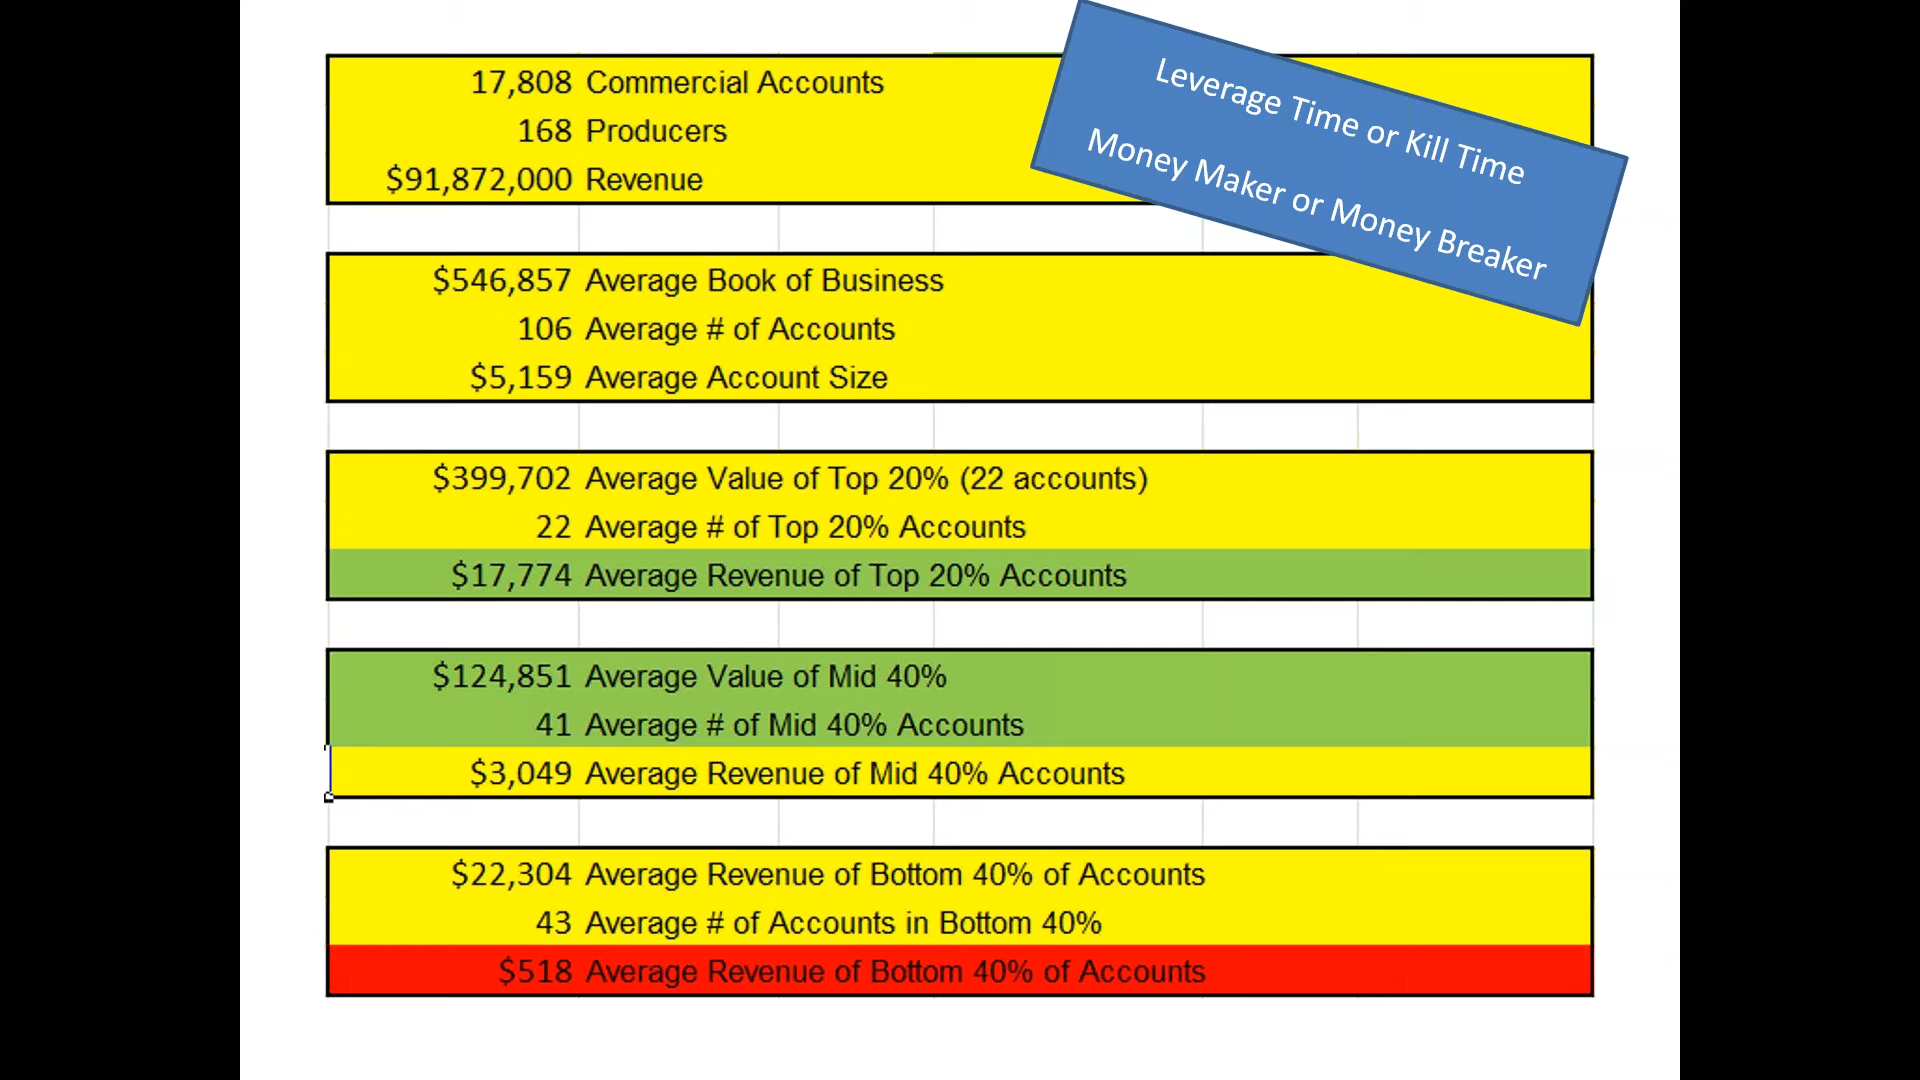 17,808 Commercial Accounts
168 Producers
$91,872,000 Revenue
Leverage Time or Kill Time
Money Maker or Money Breaker
$546,857 Average Book of Business
106 Average # of Accounts
$5,159 Average Account Size
$399,702 Average Value of Top 20% (22 accounts)
22 Average # of Top 20% Accounts
$17,774 Average Revenue of Top 20% Accounts
$124,851 Average Value of Mid 40%
41 Average # of Mid 40% Accounts
$3,049 Average Revenue of Mid 40% Accounts
$22,304 Average Revenue of Bottom 40% of Accounts
43 Average # of Accounts in Bottom 40%
$518 Average Revenue of Bottom 40% of Accounts